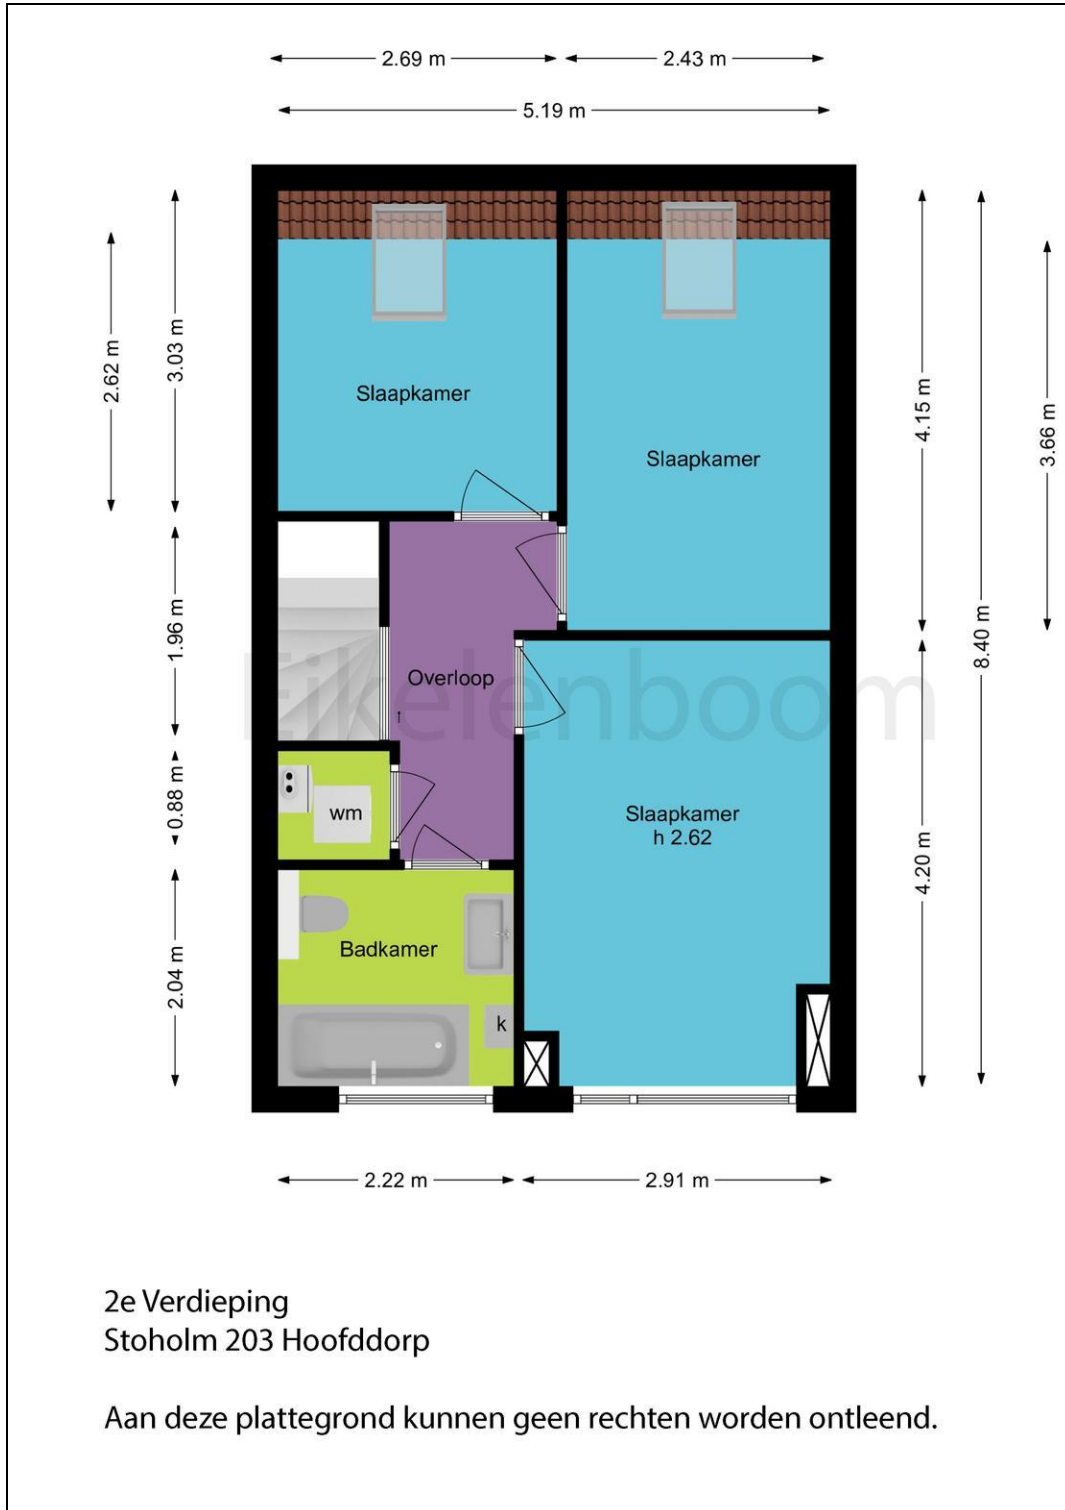 2.69 m 2.43 m
5.19 m
3.03 m
2.62 m
4.15 m
3.66 m
Slaapkamer
Slaapkamer
1.96 m
8.40 m
Overloop
↑
Eikelenboom
0.88 m
wm
Slaapkamer
h 2.62
4.20 m
2.04 m
Badkamer
k
2.22 m 2.91 m
2e Verdieping
Stoholm 203 Hoofddorp
Aan deze plattegrond kunnen geen rechten worden ontleend.